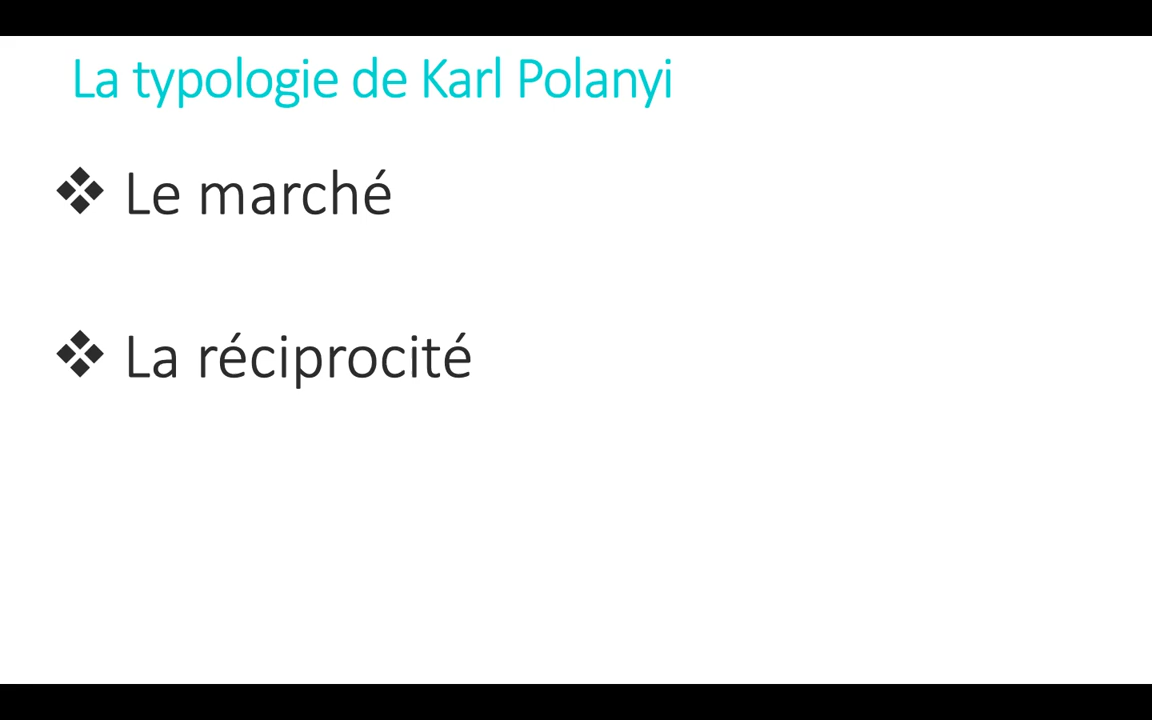 La typologie de Karl Polanyi
❖ Le marché
❖ La réciprocité